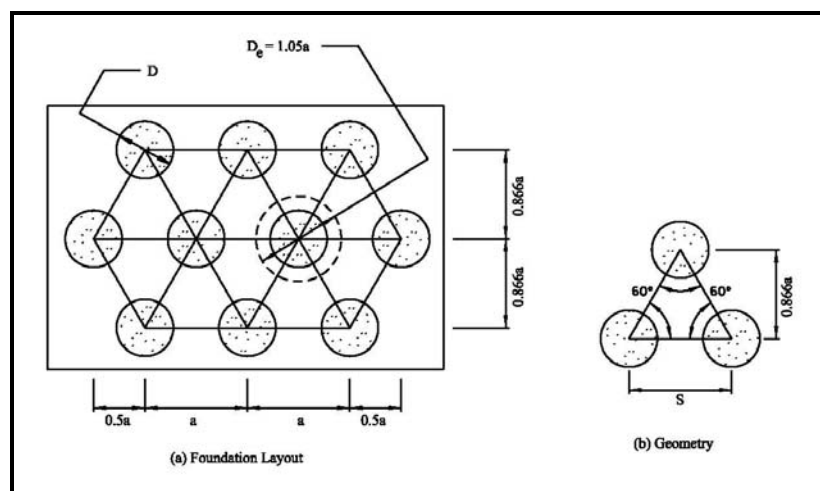 Dₑ = 1.05a
D
0.866a
0.866a
0.5a
a
a
0.5a
(a) Foundation Layout
60°
60°
0.866a
S
(b) Geometry